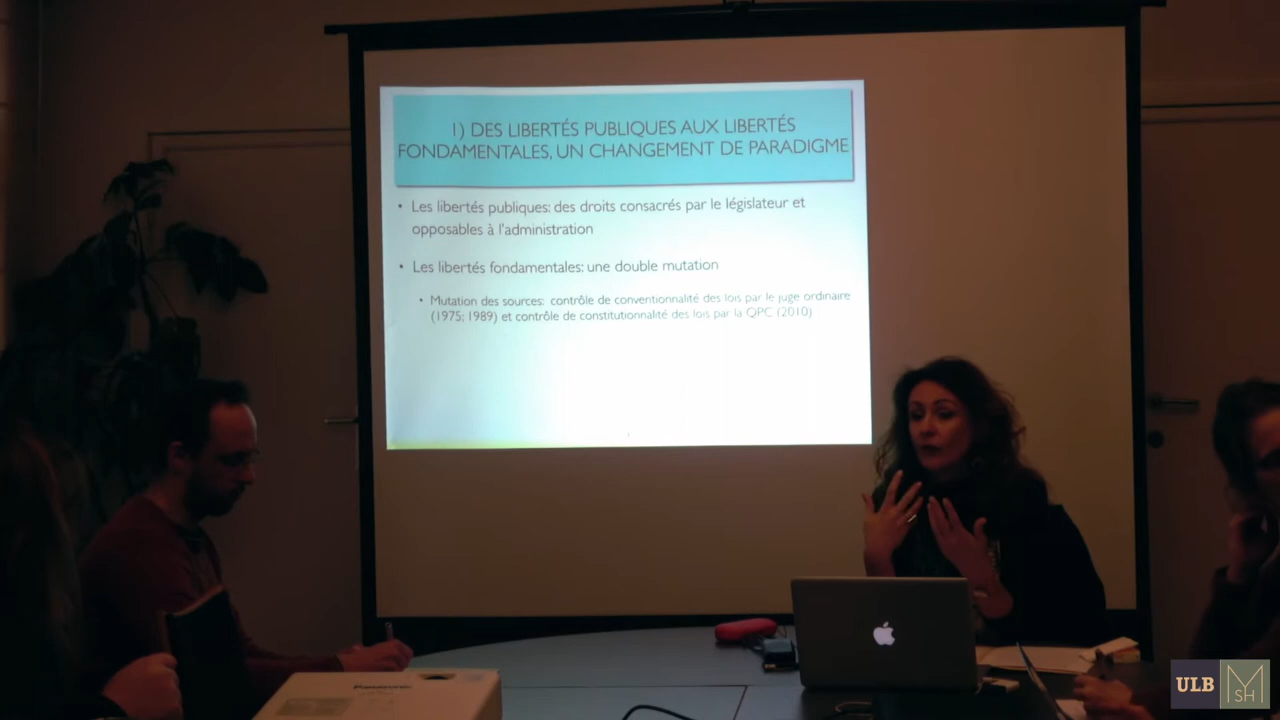 1) DES LIBERTÉS PUBLIQUES AUX LIBERTÉS
FONDAMENTALES, UN CHANGEMENT DE PARADIGME
• Les libertés publiques: des droits consacrés par le législateur et
opposables à l'administration
• Les libertés fondamentales: une double mutation
• Mutation des sources: contrôle de conventionnalité des lois par le juge ordinaire
(1975; 1989) et contrôle de constitutionnalité des lois par la QPC (2010)
Panasonic
ULB
MSH